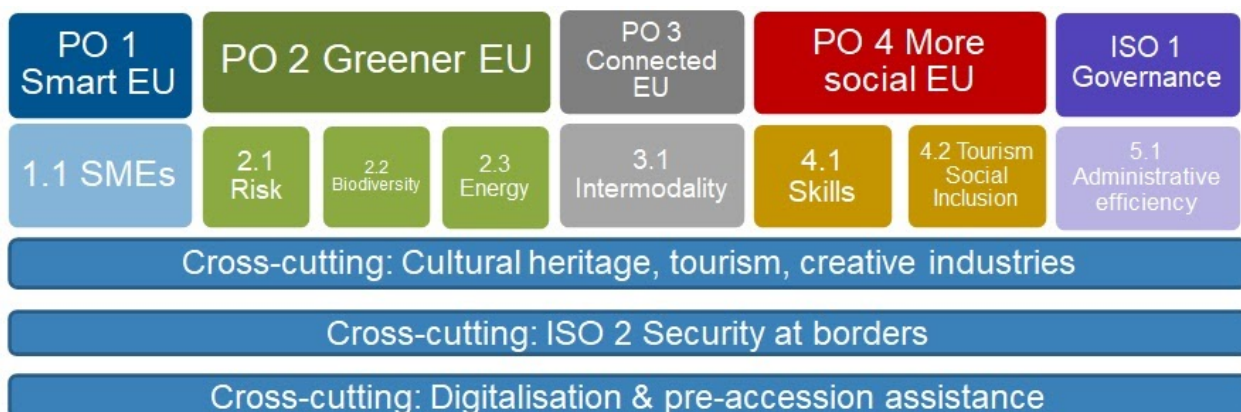 PO 1
Smart EU
PO 2 Greener EU
PO 3
Connected
EU
PO 4 More
social EU
ISO 1
Governance
1.1 SMEs
2.1
Risk
2.2
Biodiversity
2.3
Energy
3.1
Intermodality
4.1
Skills
4.2 Tourism
Social
Inclusion
5.1
Administrative
efficiency
Cross-cutting: Cultural heritage, tourism, creative industries
Cross-cutting: ISO 2 Security at borders
Cross-cutting: Digitalisation & pre-accession assistance